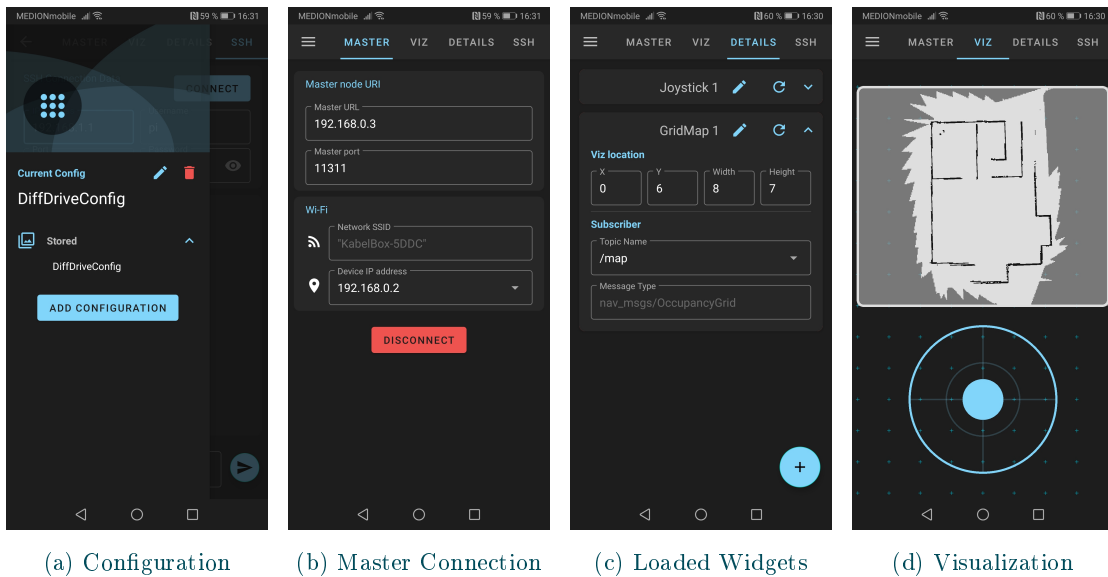 MEDIONmobile 59 % 16:31
MASTER VIZ DETAILS SSH
CONNECT
Current Config
DiffDriveConfig
Stored
DiffDriveConfig
ADD CONFIGURATION
(a) Configuration
MEDIONmobile 59 % 16:31
MASTER VIZ DETAILS SSH
Master node URI
Master URL
192.168.0.3
Master port
11311
Wi-Fi
Network SSID
"KabelBox-5DDC"
Device IP address
192.168.0.2
DISCONNECT
(b) Master Connection
MEDIONmobile 60 % 16:30
MASTER VIZ DETAILS SSH
Joystick 1
GridMap 1
Viz location
X Y Width Height
0 6 8 7
Subscriber
Topic Name
/map
Message Type
nav_msgs/OccupancyGrid
+
(c) Loaded Widgets
MEDIONmobile 60 % 16:30
MASTER VIZ DETAILS SSH
(d) Visualization